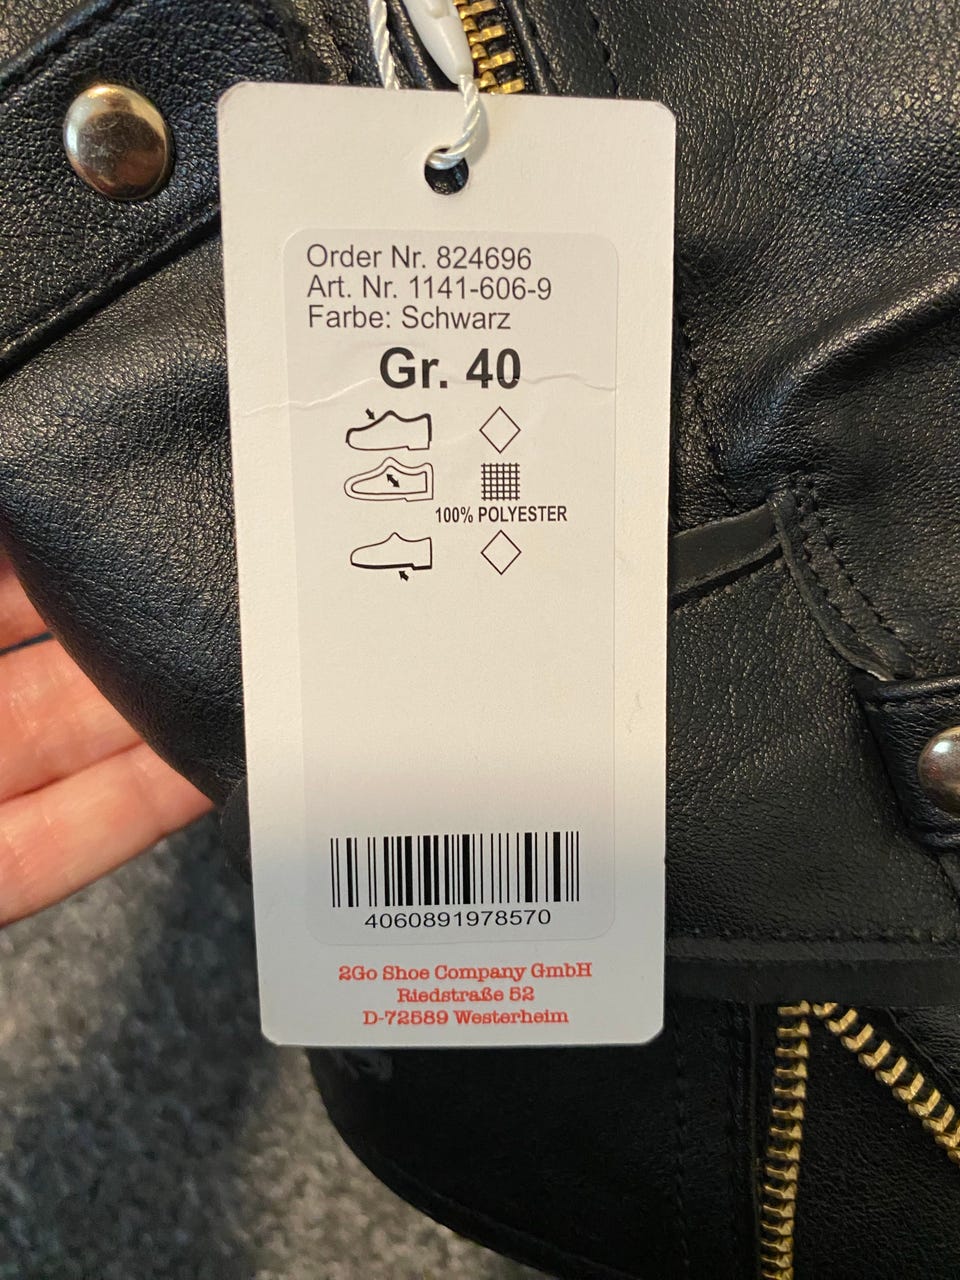 Order Nr. 824696
Art. Nr. 1141-606-9
Farbe: Schwarz
Gr. 40
100% POLYESTER
4060891978570
2Go Shoe Company GmbH
Riedstraße 52
D-72589 Westerheim